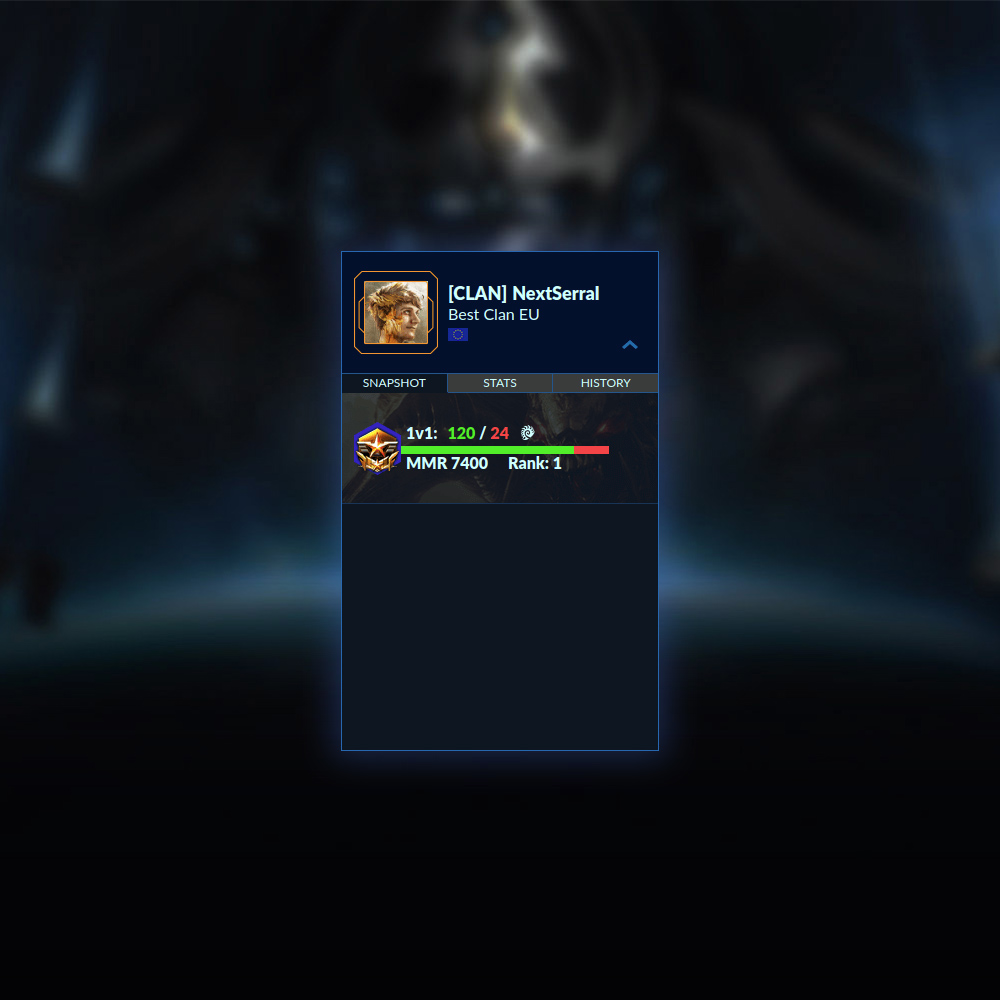 [CLAN] NextSerral
Best Clan EU
SNAPSHOT STATS HISTORY
1v1: 120 / 24
MMR 7400 Rank: 1